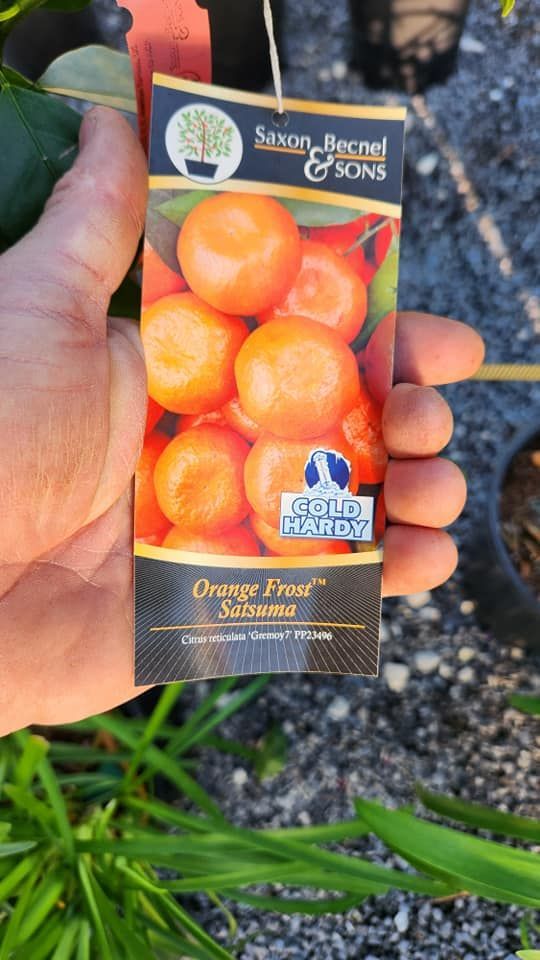 Saxon Becnel
& SONS
COLD
HARDY
Orange Frost™
Satsuma
Citrus reticulata 'Gremoy7' PP23496